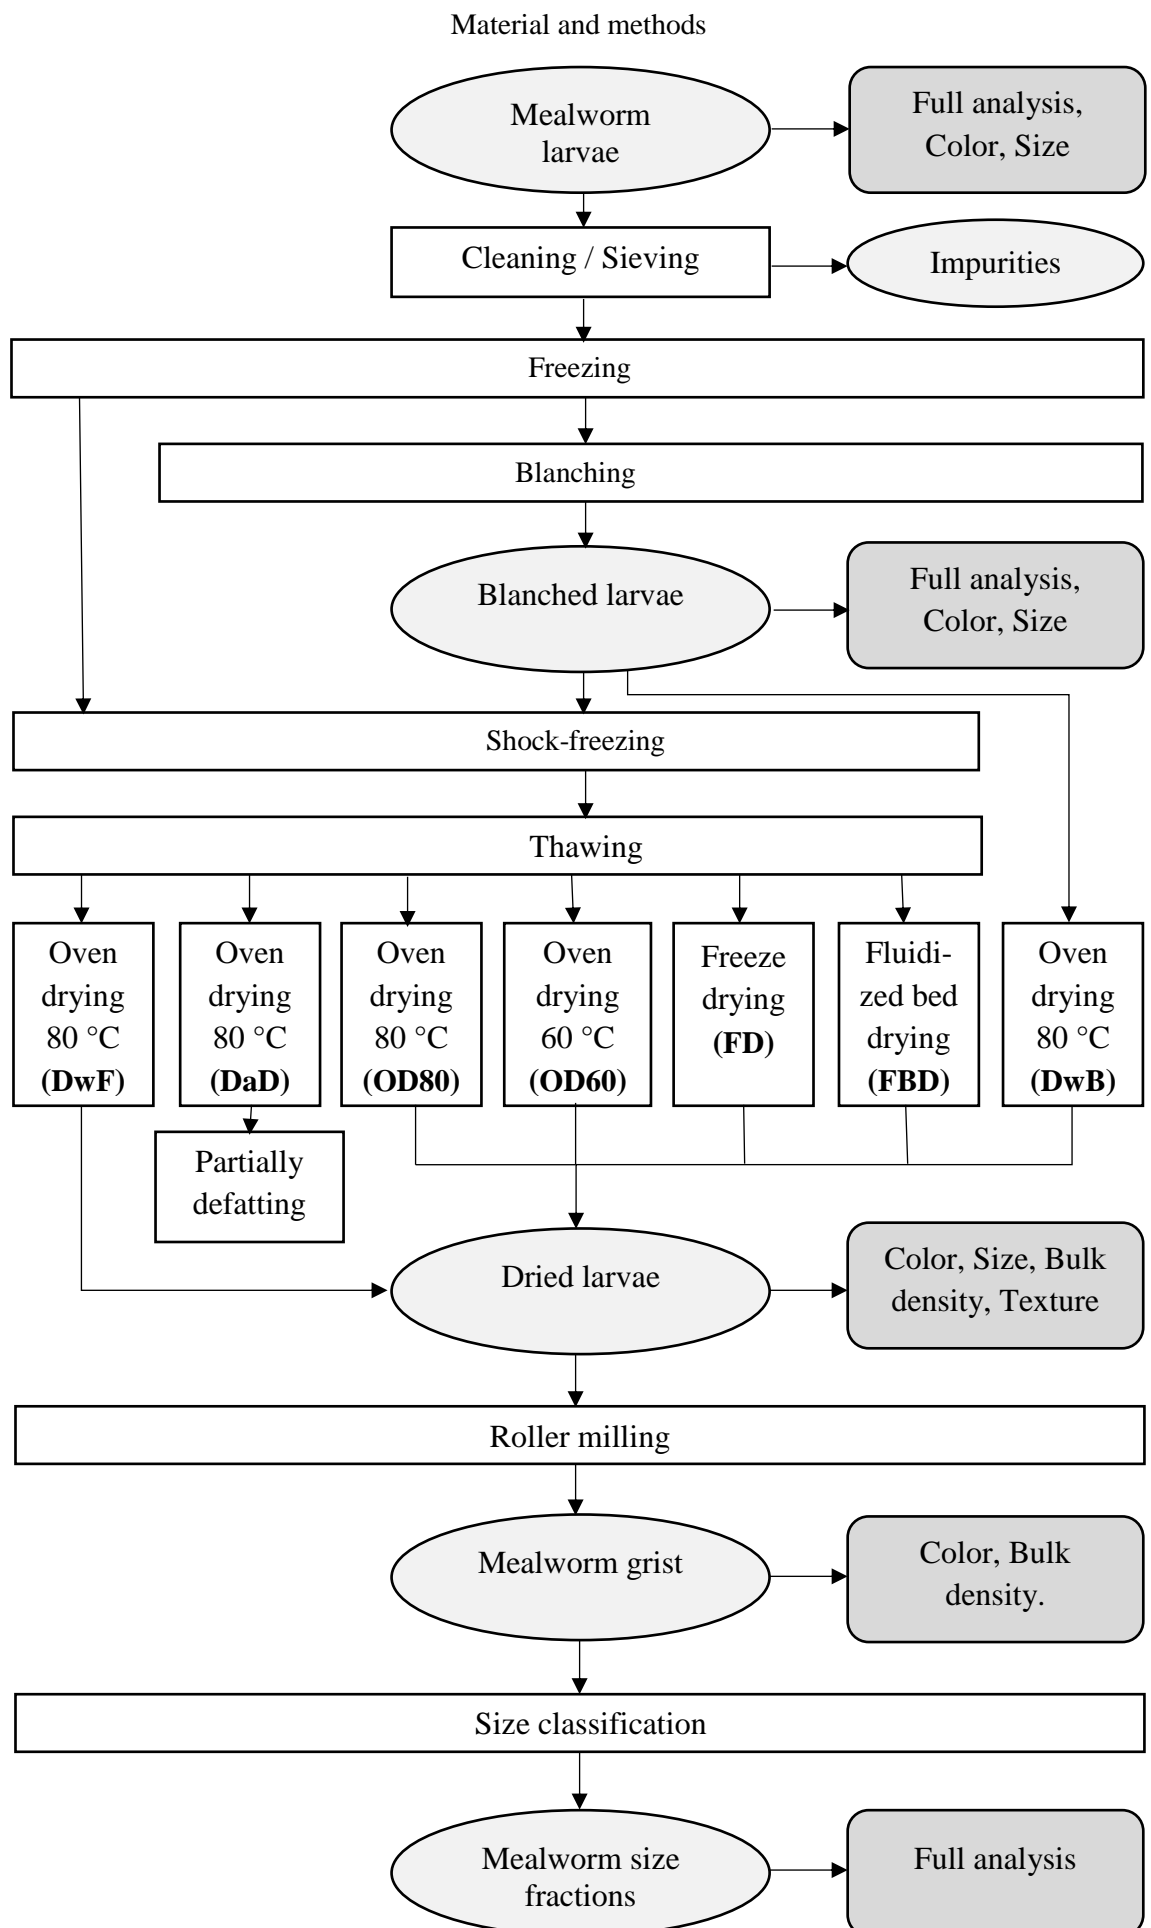 Material and methods
Mealworm
larvae
Full analysis,
Color, Size
Cleaning / Sieving
Impurities
Freezing
Blanching
Blanched larvae
Full analysis,
Color, Size
Shock-freezing
Thawing
Oven
drying
80 °C
(DwF)
Oven
drying
80 °C
(DaD)
Oven
drying
80 °C
(OD80)
Oven
drying
60 °C
(OD60)
Freeze
drying
(FD)
Fluidi-
zed bed
drying
(FBD)
Oven
drying
80 °C
(DwB)
Partially
defatting
Dried larvae
Color, Size, Bulk
density, Texture
Roller milling
Mealworm grist
Color, Bulk
density.
Size classification
Mealworm size
fractions
Full analysis